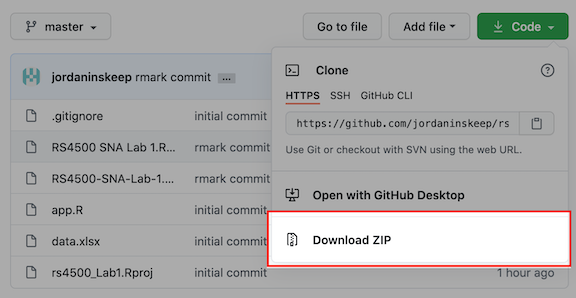 master
Go to file
Add file
Code
jordaninskeep rmark commit ...
Clone
HTTPS SSH GitHub CLI
.gitignore initial commit
https://github.com/jordaninskeep/rs
RS4500 SNA Lab 1.R... rmark commit
Use Git or checkout with SVN using the web URL.
RS4500-SNA-Lab-1.... rmark commit
Open with GitHub Desktop
app.R initial commit
Download ZIP
data.xlsx initial commit
rs4500_Lab1.Rproj initial commit 1 hour ago